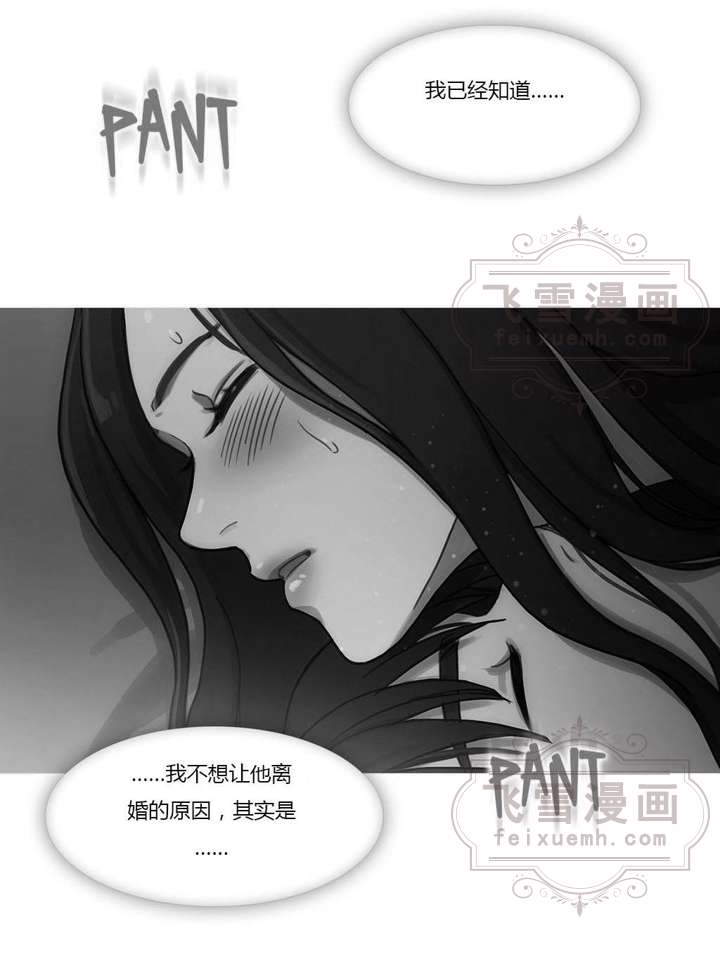 我已经知道……
PANT
飞雪漫画
feixuemh.com
……我不想让他离
婚的原因，其实是
……
PANT
飞雪漫画
feixuemh.com